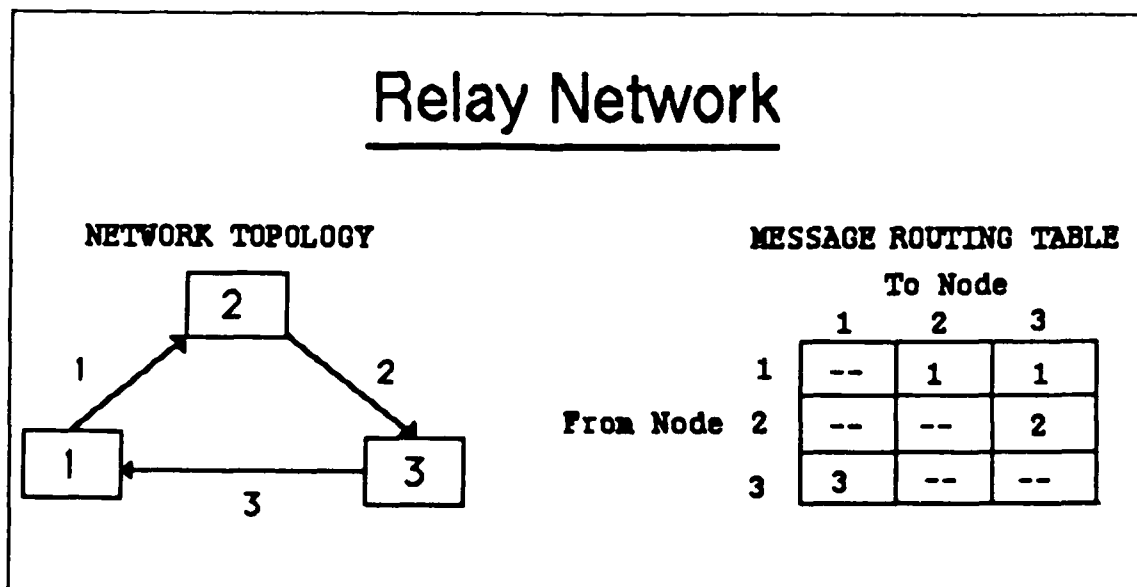 Relay Network
NETWORK TOPOLOGY
2
1
2
1
3
3
MESSAGE ROUTING TABLE
To Node
1 2 3
1 -- 1 1
From Node 2 -- -- 2
3 3 -- --